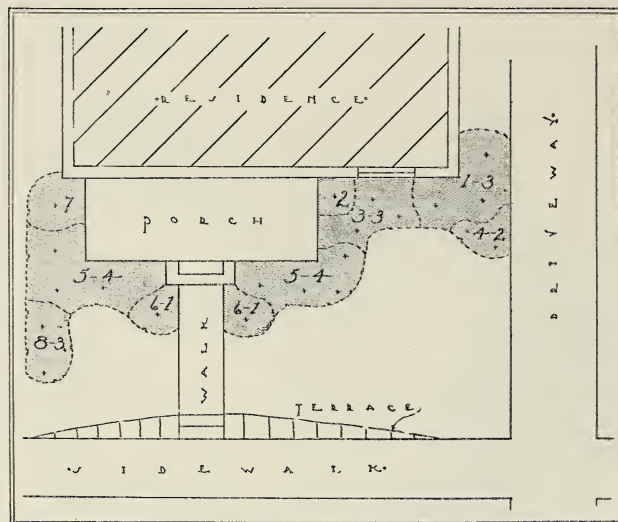 ·RESIDENCE·
1-3
7
PORCH
2
3-3
4-2
DRIVEWAY.
5-4
5-4
6-1
6-1
8-3
WALK
TERRACE
·SIDEWALK·